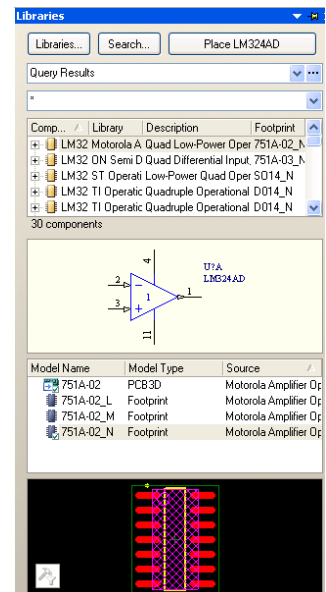 Libraries
Libraries... Search... Place LM324AD
Query Results ...
*
Comp... Library Description Footprint
LM32 Motorola A Quad Low-Power Oper 751A-02_N
LM32 ON Semi D Quad Differential Input, 751A-03_N
LM32 ST Operati Low-Power Quad Oper SO14_N
LM32 TI Operatic Quadruple Operational D014_N
LM32 TI Operatic Quadruple Operational D014_N
30 components
4
U?A
LM324AD
2
1
1
3
11
Model Name Model Type Source
751A-02 PCB3D Motorola Amplifier Op
751A-02_L Footprint Motorola Amplifier Op
751A-02_M Footprint Motorola Amplifier Op
751A-02_N Footprint Motorola Amplifier Op